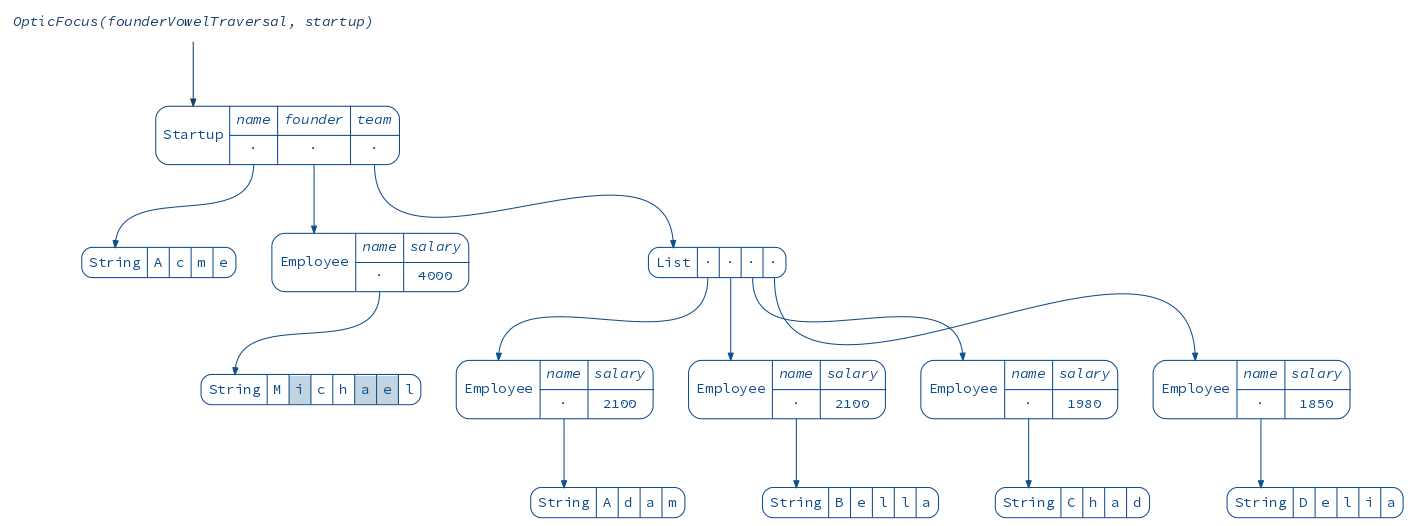 OpticFocus(founderVowelTraversal, startup)
Startup name founder team
· · ·
String A c m e
Employee name salary
· 4000
List · · · ·
String M i c h a e l
Employee name salary
· 2100
Employee name salary
· 2100
Employee name salary
· 1980
Employee name salary
· 1850
String A d a m
String B e l l a
String C h a d
String D e l i a